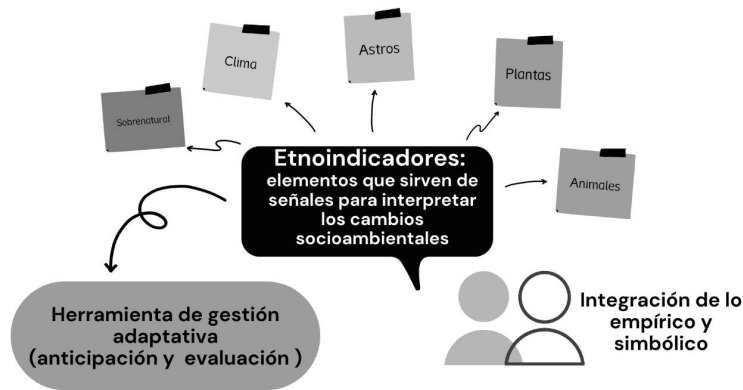 Sobrenatural
Clima
Astros
Plantas
Animales
Etnoindicadores:
elementos que sirven de
señales para interpretar
los cambios
socioambientales
Herramienta de gestión
adaptativa
(anticipación y  evaluación )
Integración de lo
empírico y
simbólico